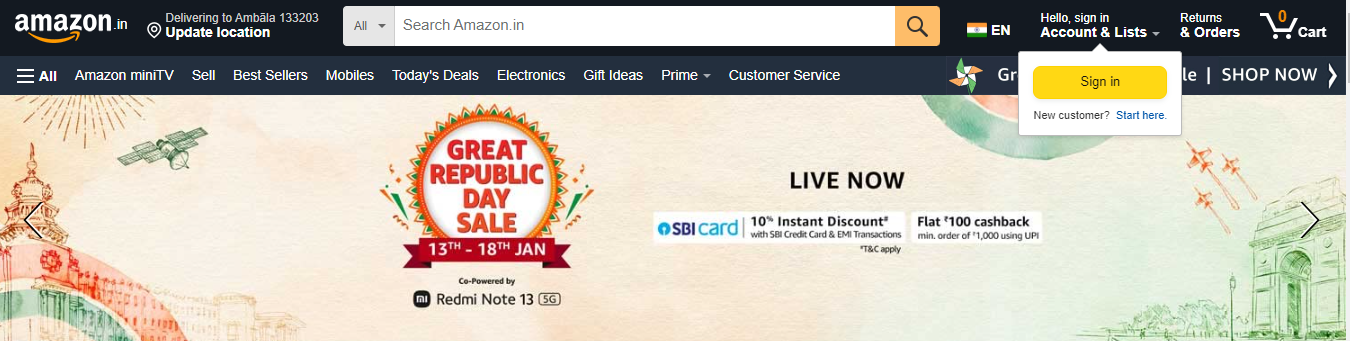 amazon.in
Delivering to Ambāla 133203
Update location
All
Search Amazon.in
EN
Hello, sign in
Account & Lists
Returns
& Orders
0
Cart
All
Amazon miniTV
Sell
Best Sellers
Mobiles
Today's Deals
Electronics
Gift Ideas
Prime
Customer Service
SHOP NOW
Sign in
New customer? Start here.
GREAT
REPUBLIC
DAY
SALE
13TH - 18TH JAN
Co-Powered by
mi Redmi Note 13 5G
LIVE NOW
SBI card
10% Instant Discount#
with SBI Credit Card & EMI Transactions
Flat ₹100 cashback
min. order of ₹1,000 using UPI
#T&C apply